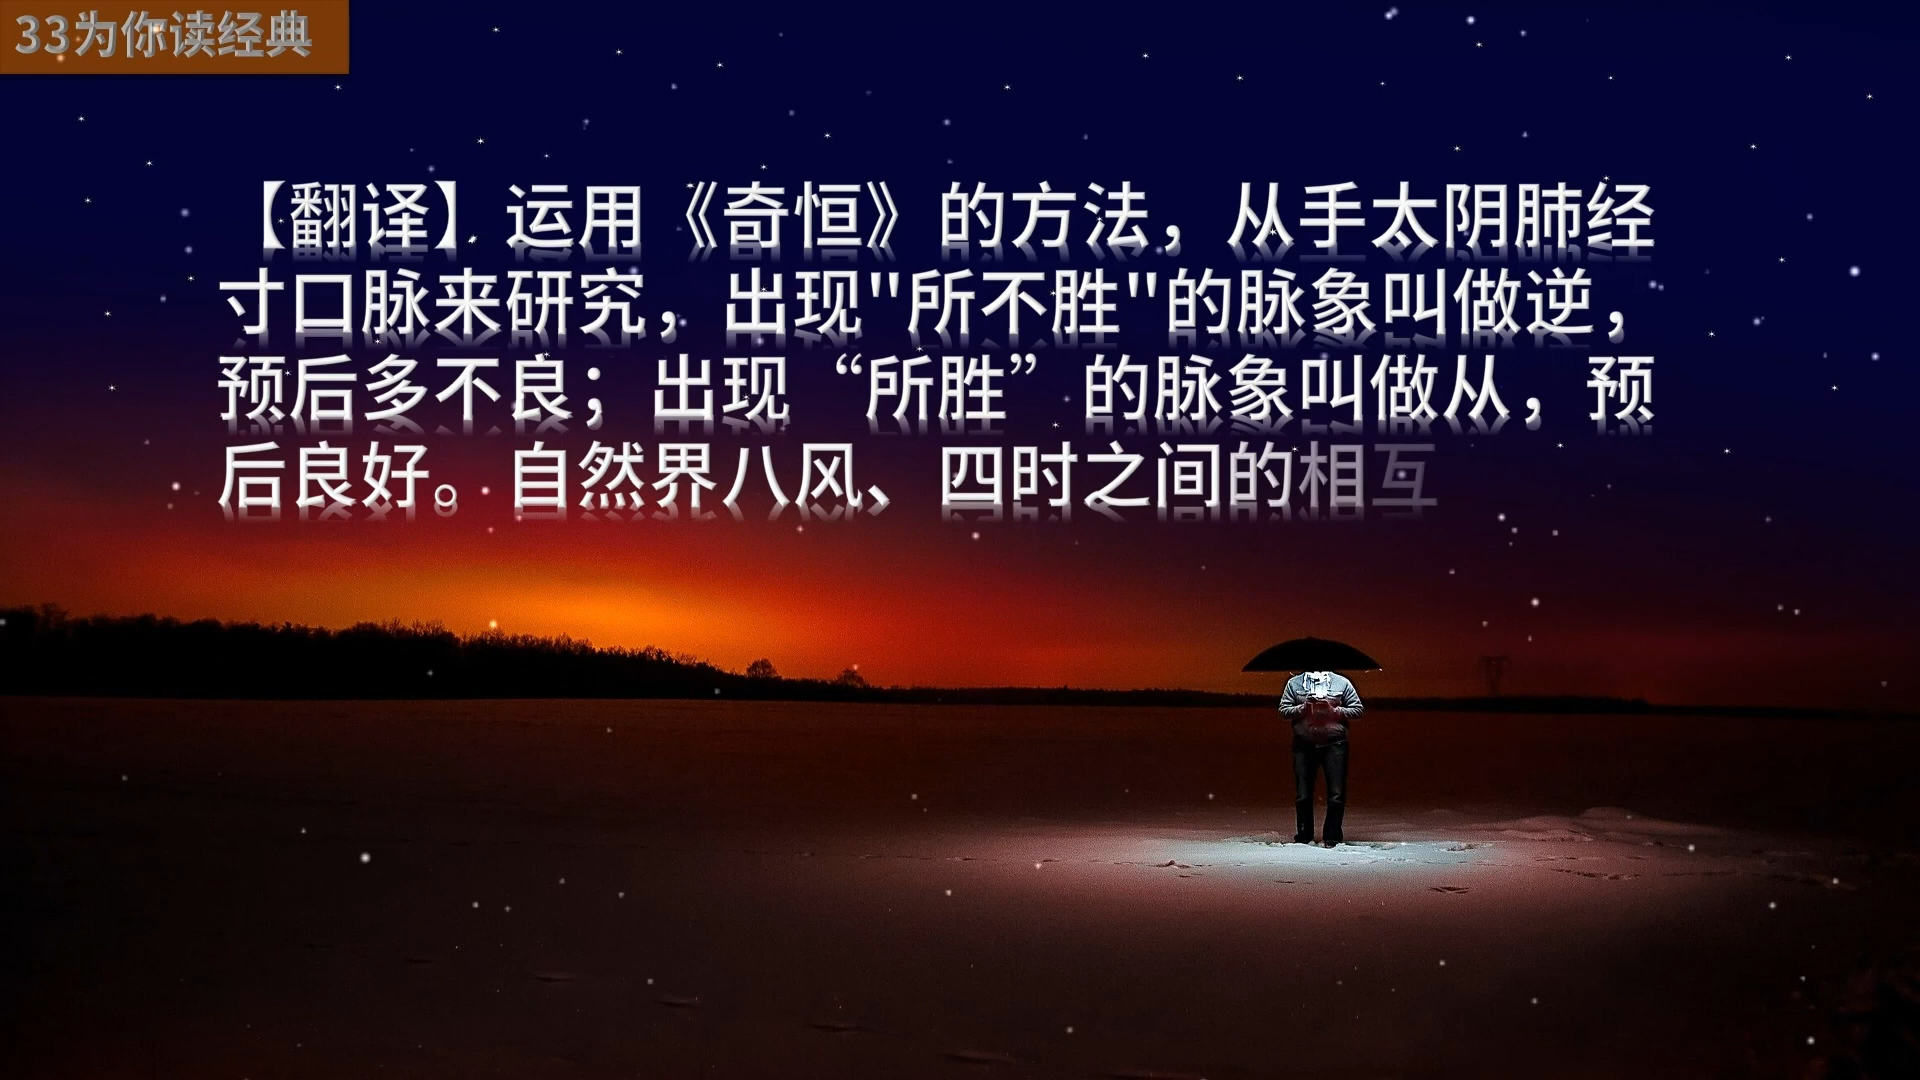 33为你读经典
【翻译】运用《奇恒》的方法，从手太阴肺经
寸口脉来研究，出现"所不胜"的脉象叫做逆，
预后多不良；出现“所胜”的脉象叫做从，预
后良好。自然界八风、四时之间的相互